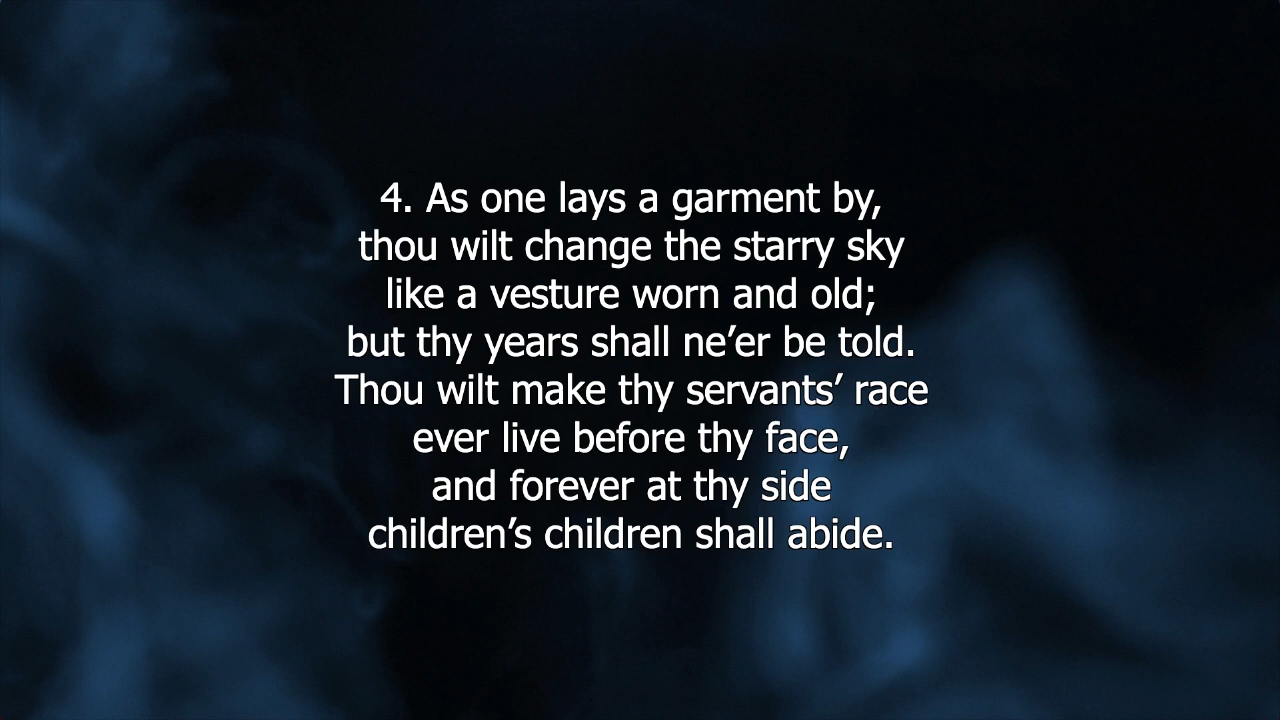 4. As one lays a garment by,
thou wilt change the starry sky
like a vesture worn and old;
but thy years shall ne’er be told.
Thou wilt make thy servants’ race
ever live before thy face,
and forever at thy side
children’s children shall abide.